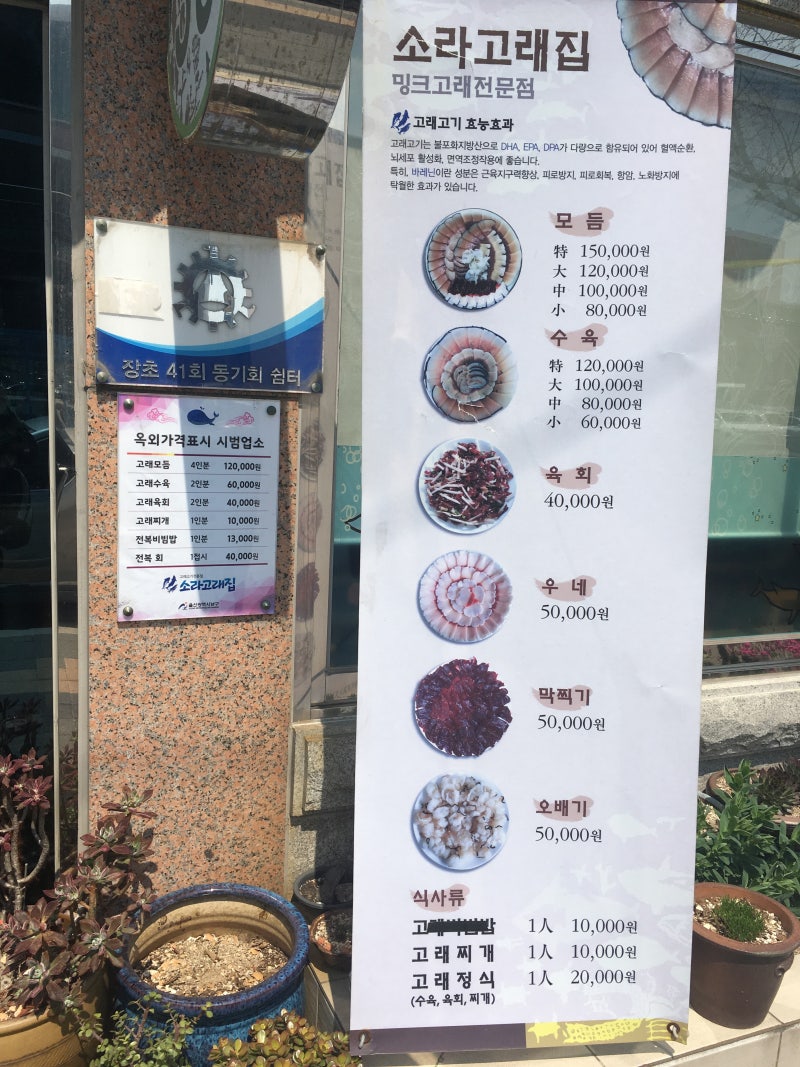 소라고래집
밍크고래전문점
고래고기 효능효과
고래고기는 불포화지방산으로 DHA, EPA, DPA가 다량으로 함유되어 있어 혈액순환,
뇌세포 활성화, 면역조정작용에 좋습니다.
특히, 바레닌이란 성분은 근육지구력향상, 피로방지, 피로회복, 항암, 노화방지에
탁월한 효과가 있습니다.
모듬
特 150,000원
大 120,000원
中 100,000원
小 80,000원
수육
特 120,000원
大 100,000원
中 80,000원
小 60,000원
육회
40,000원
우네
50,000원
막찍기
50,000원
오배기
50,000원
식사류
1人 10,000원
고래찌개 1人 10,000원
고래정식 1人 20,000원
(수육, 육회, 찌개)
장초 41회 동기회 쉼터
옥외가격표시 시범업소
고래모듬 4인분 120,000원
고래수육 2인분 60,000원
고래육회 2인분 40,000원
고래찌개 1인분 10,000원
전복비빔밥 1인분 13,000원
전복 회 1접시 40,000원
소라고래집
울산광역시남구